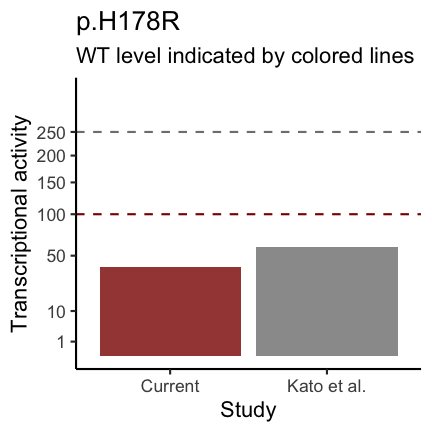 p.H178R
WT level indicated by colored lines
Transcriptional activity
250
200
150
100
50
10
1
Current
Kato et al.
Study